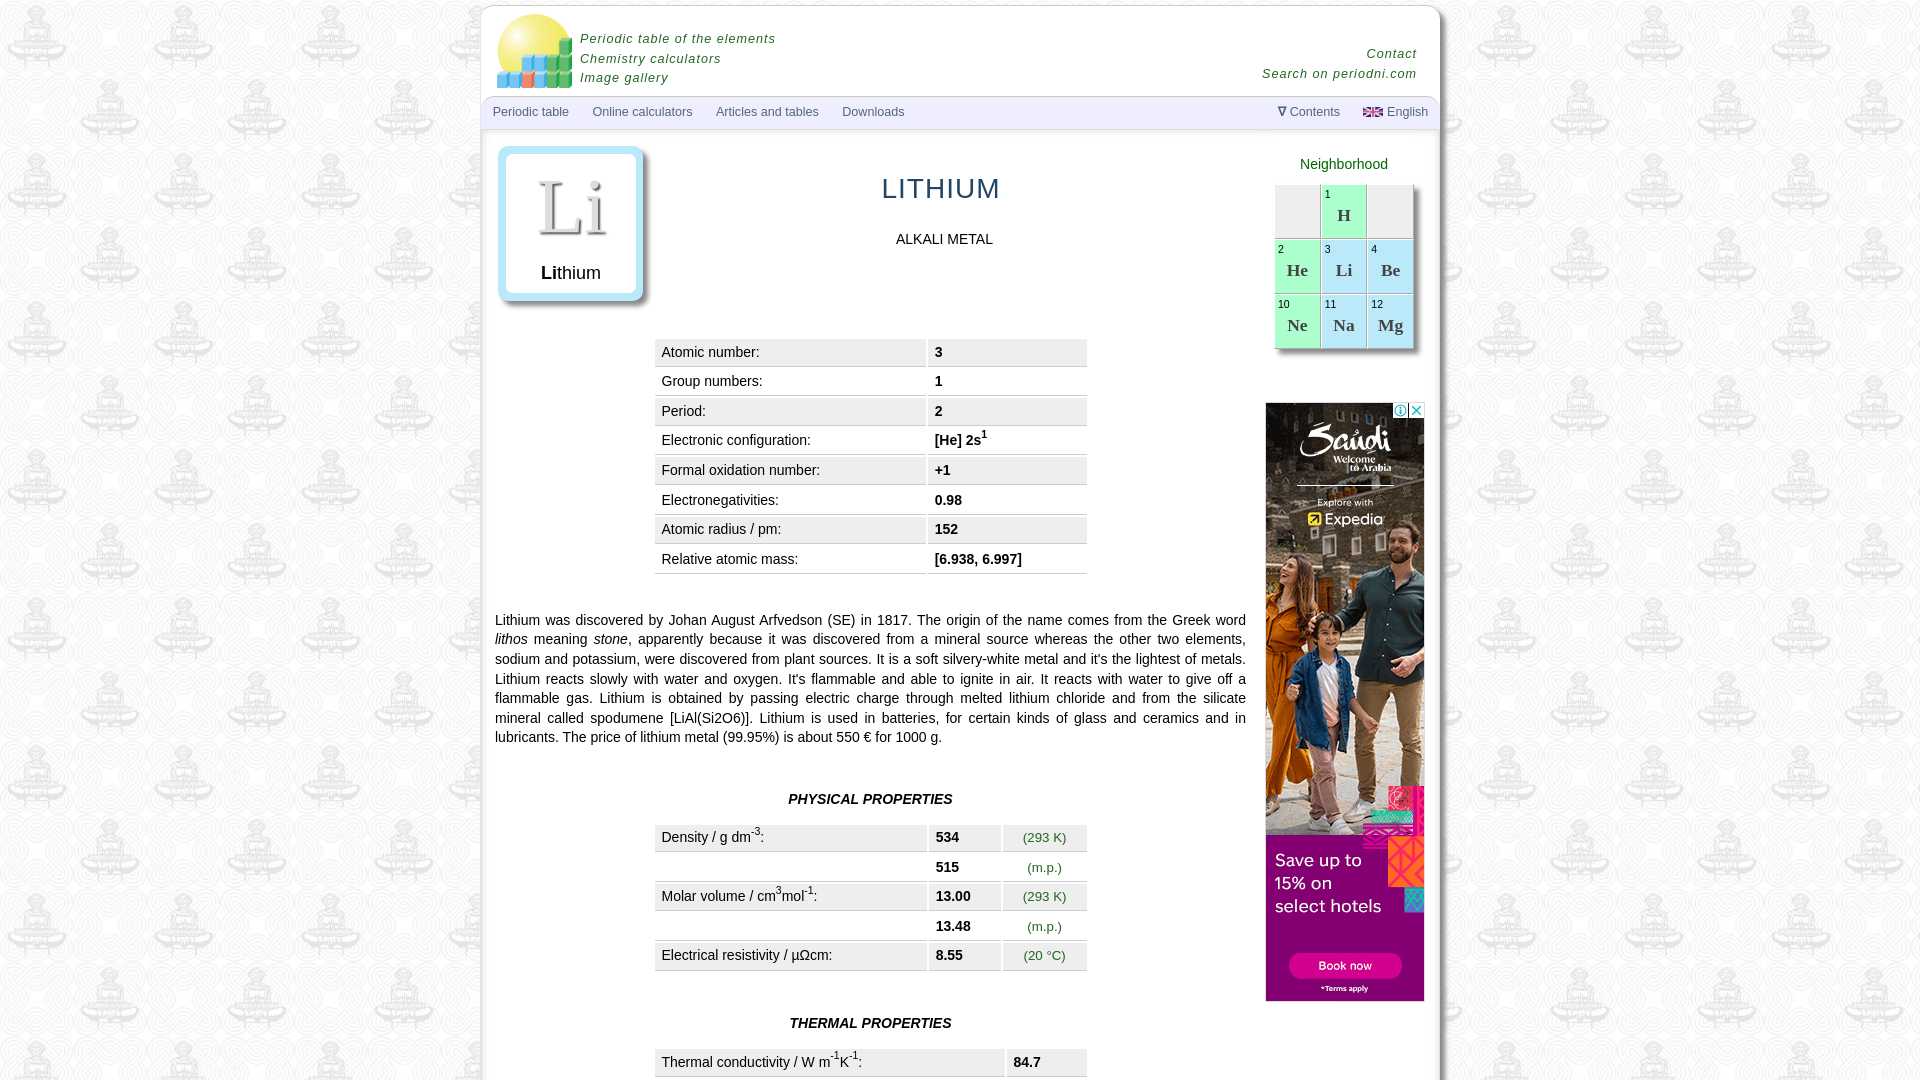 Periodic table of the elements
Chemistry calculators
Image gallery
Contact
Search on periodni.com
Periodic table
Online calculators
Articles and tables
Downloads
∇ Contents
English
Li
Lithium
LITHIUM
ALKALI METAL
Neighborhood
1
H
2
He
3
Li
4
Be
10
Ne
11
Na
12
Mg
Atomic number: 3
Group numbers: 1
Period: 2
Electronic configuration: [He] 2s1
Formal oxidation number: +1
Electronegativities: 0.98
Atomic radius / pm: 152
Relative atomic mass: [6.938, 6.997]
Lithium was discovered by Johan August Arfvedson (SE) in 1817. The origin of the name comes from the Greek word
lithos meaning stone, apparently because it was discovered from a mineral source whereas the other two elements,
sodium and potassium, were discovered from plant sources. It is a soft silvery-white metal and it's the lightest of metals.
Lithium reacts slowly with water and oxygen. It's flammable and able to ignite in air. It reacts with water to give off a
flammable gas. Lithium is obtained by passing electric charge through melted lithium chloride and from the silicate
mineral called spodumene [LiAl(Si2O6)]. Lithium is used in batteries, for certain kinds of glass and ceramics and in
lubricants. The price of lithium metal (99.95%) is about 550 € for 1000 g.
PHYSICAL PROPERTIES
Density / g dm-3: 534 (293 K)
515 (m.p.)
Molar volume / cm3mol-1: 13.00 (293 K)
13.48 (m.p.)
Electrical resistivity / µΩcm: 8.55 (20 °C)
THERMAL PROPERTIES
Thermal conductivity / W m-1K-1: 84.7
Saudi
Welcome
to Arabia
Explore with
Expedia
Save up to
15% on
select hotels
Book now
*Terms apply